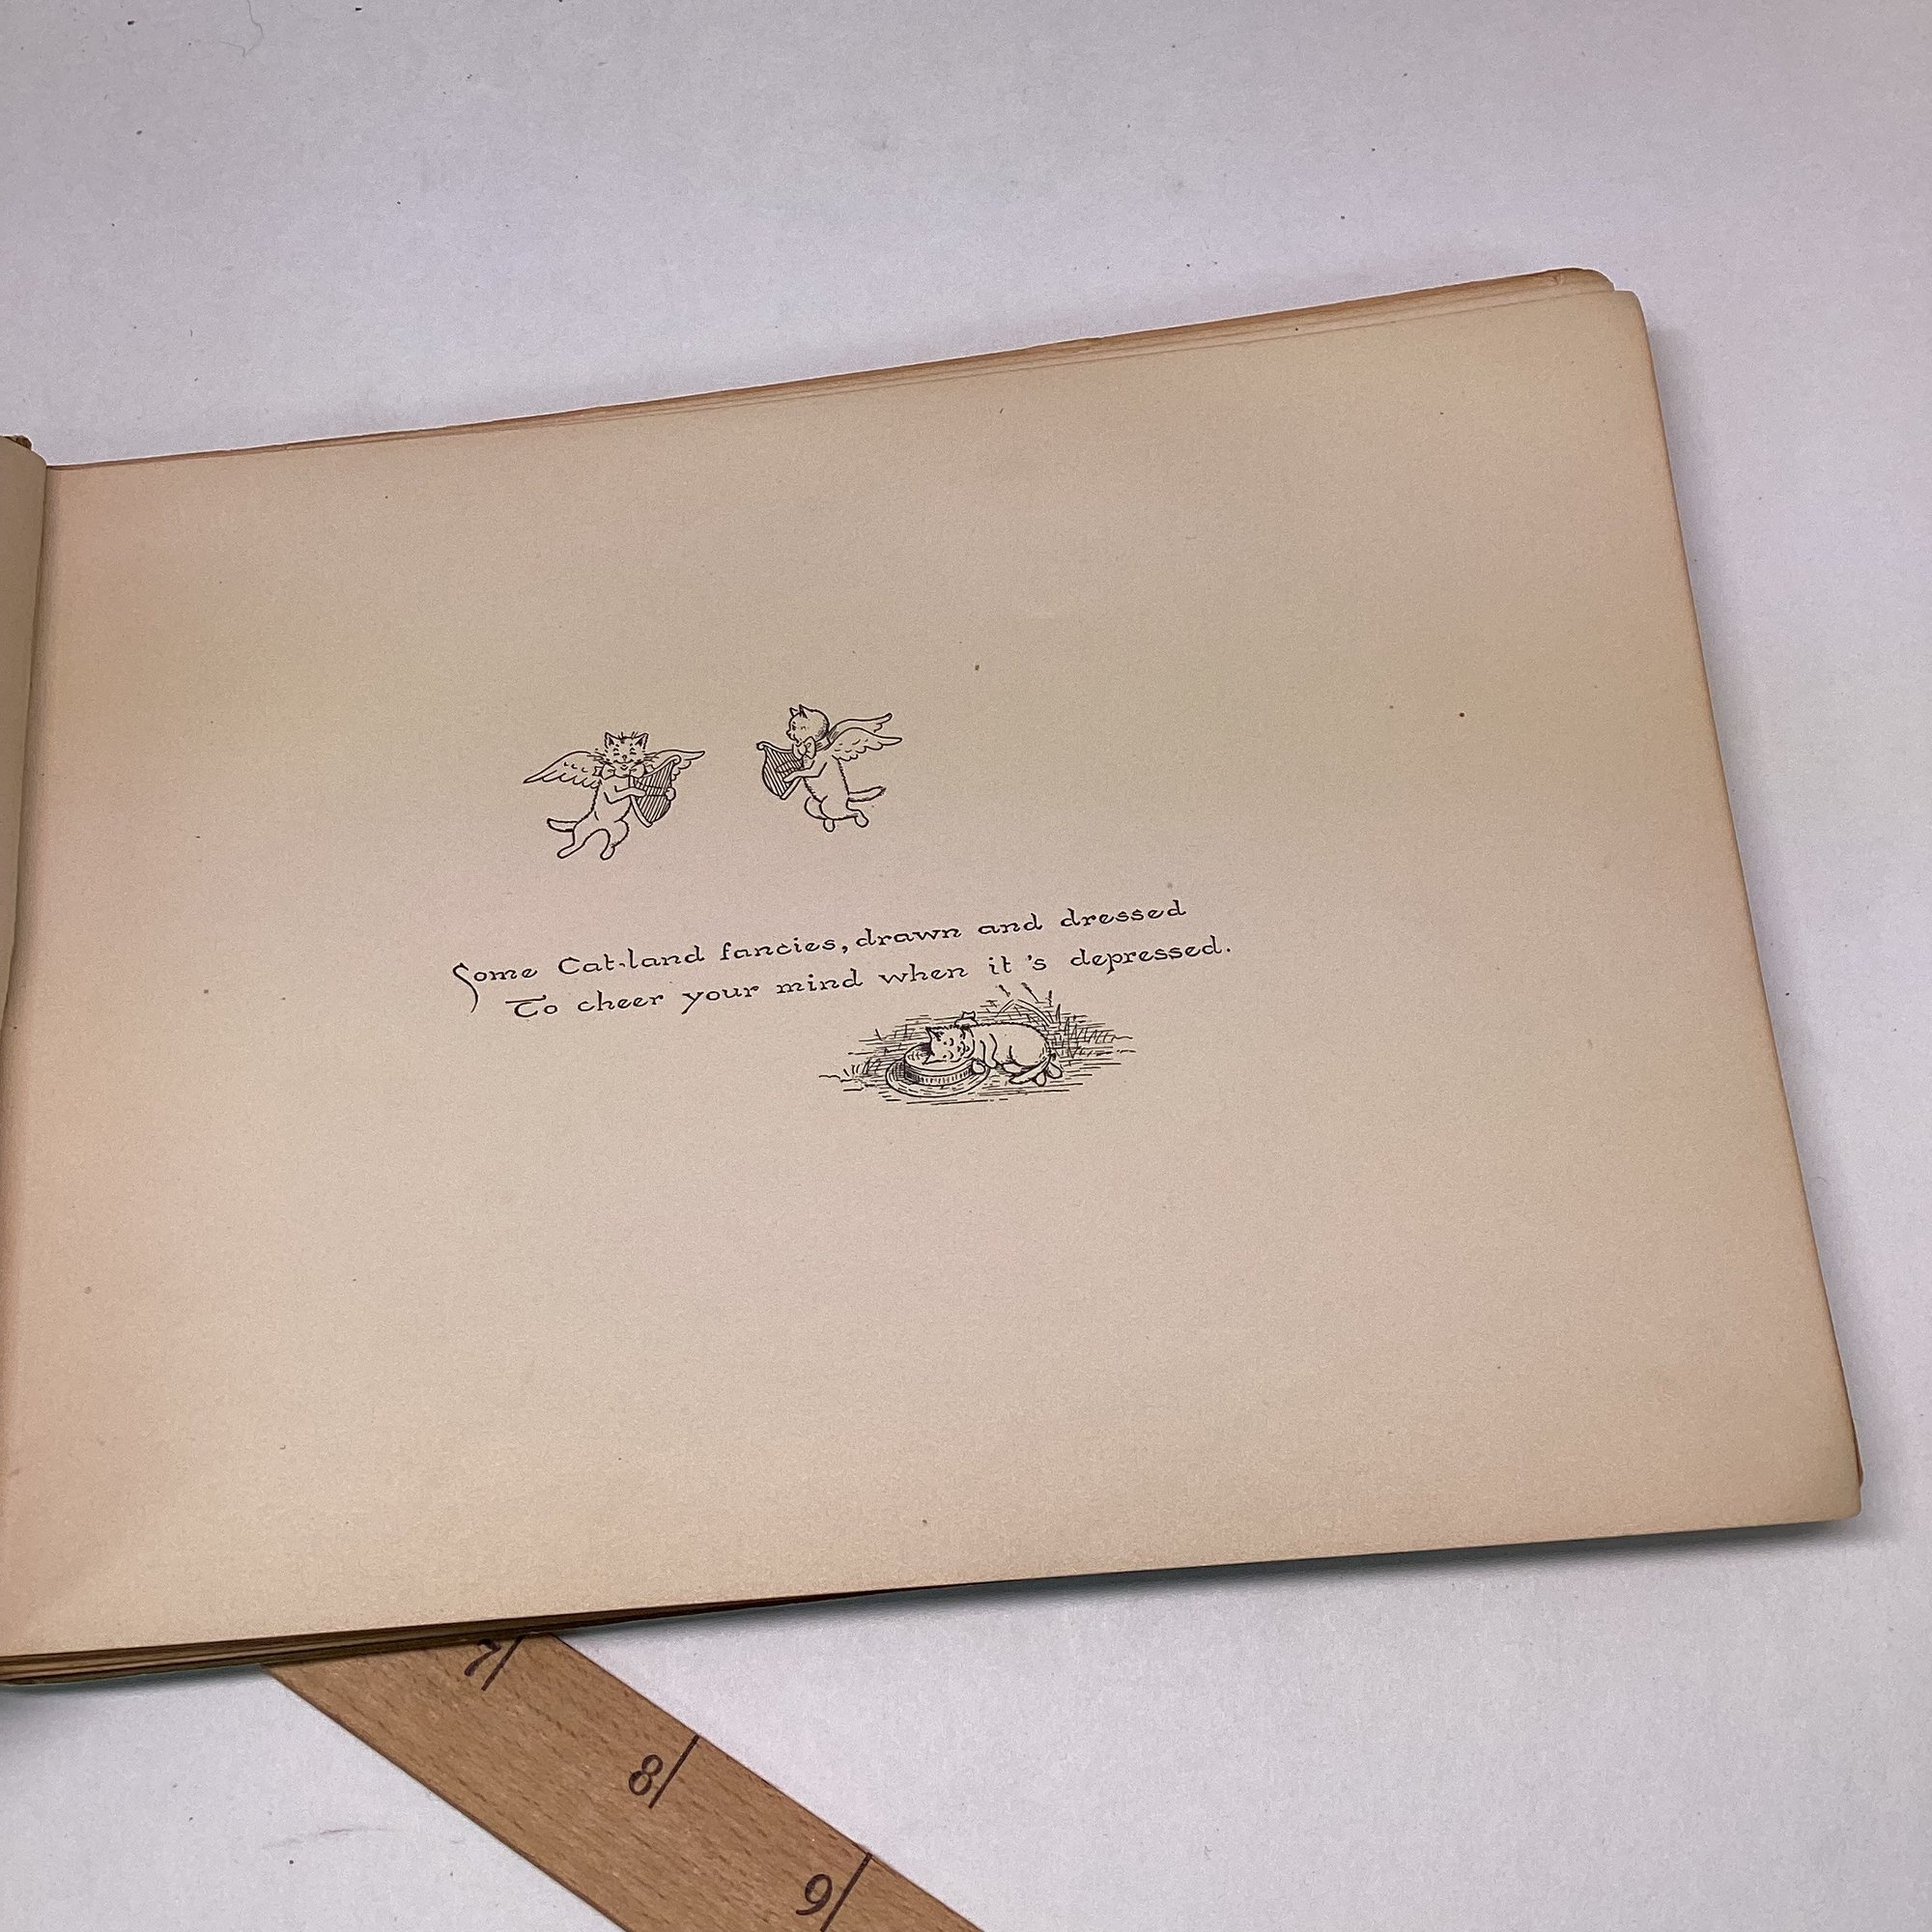 Some Cat-land fancies, drawn and dressed
To cheer your mind when it's depressed.
7
8
9